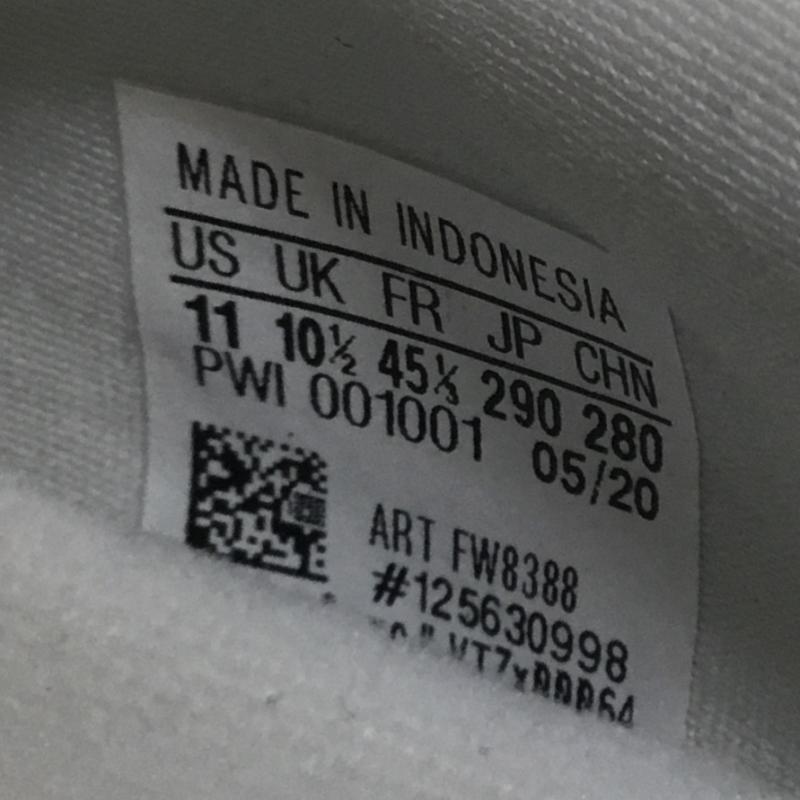 MADE IN INDONESIA
US UK FR JP CHN
11 10½ 45⅓ 290 280
PWI 001001 05/20
ART FW8388
#125630998